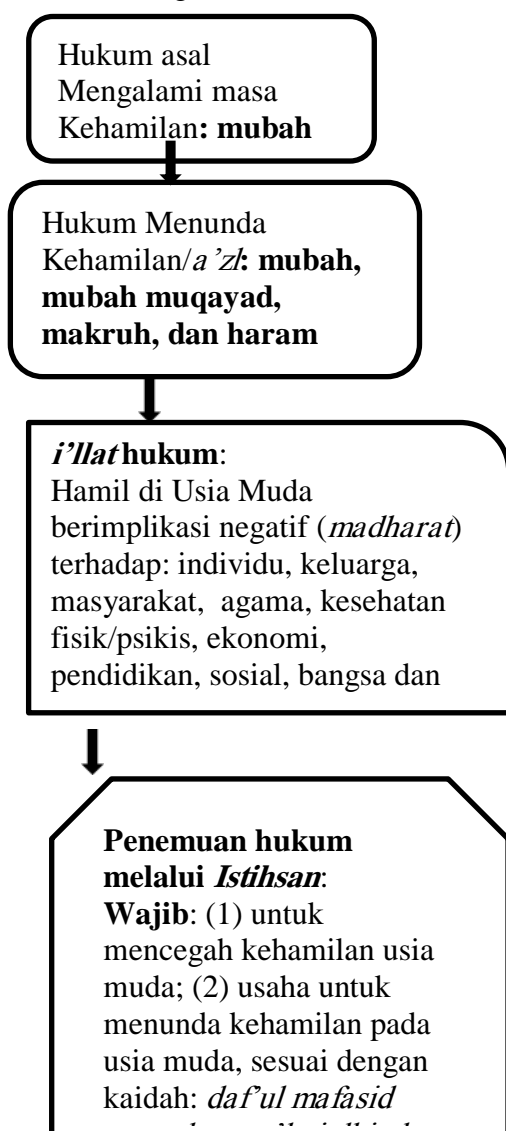 Hukum asal
Mengalami masa
Kehamilan: mubah
Hukum Menunda
Kehamilan/a’zl: mubah,
mubah muqayad,
makruh, dan haram
i’llat hukum:
Hamil di Usia Muda
berimplikasi negatif (madharat)
terhadap: individu, keluarga,
masyarakat, agama, kesehatan
fisik/psikis, ekonomi,
pendidikan, sosial, bangsa dan
Penemuan hukum
melalui Istihsan:
Wajib: (1) untuk
mencegah kehamilan usia
muda; (2) usaha untuk
menunda kehamilan pada
usia muda, sesuai dengan
kaidah: daf’ul mafasid